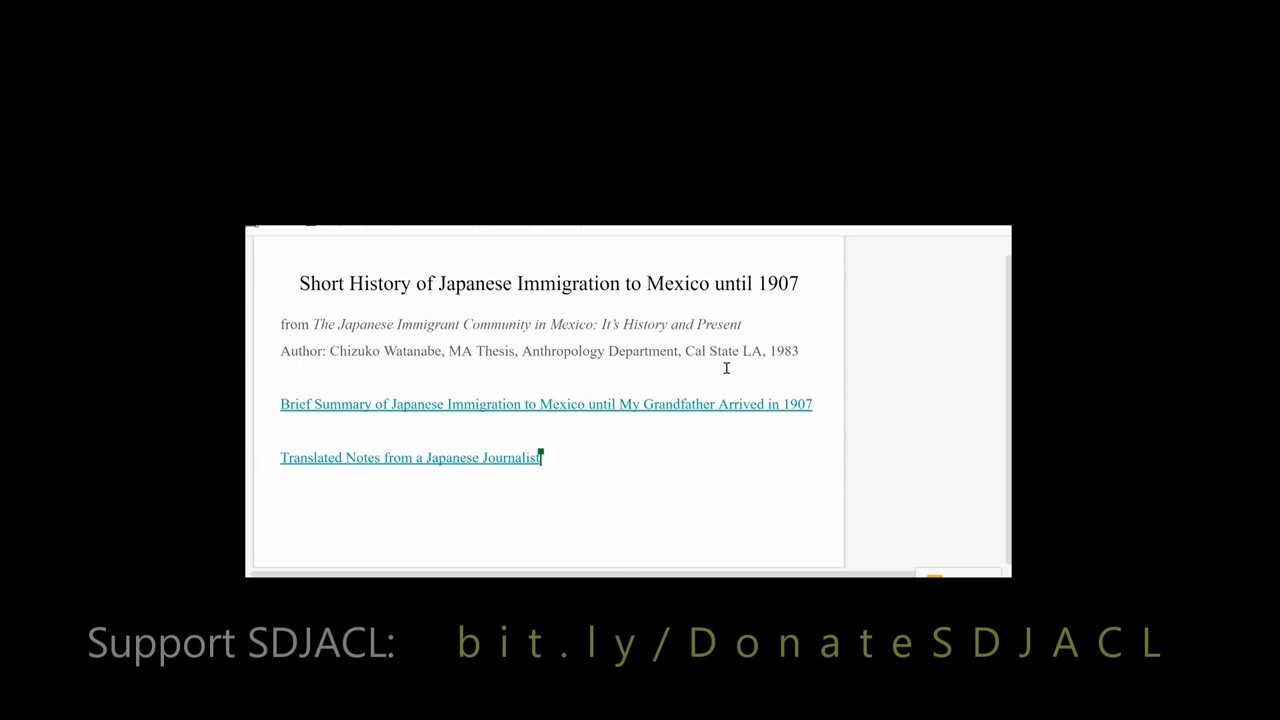 Short History of Japanese Immigration to Mexico until 1907
from The Japanese Immigrant Community in Mexico: It's History and Present
Author: Chizuko Watanabe, MA Thesis, Anthropology Department, Cal State LA, 1983
Brief Summary of Japanese Immigration to Mexico until My Grandfather Arrived in 1907
Translated Notes from a Japanese Journalist
Support SDJACL: bit.ly/DonateSDJACL